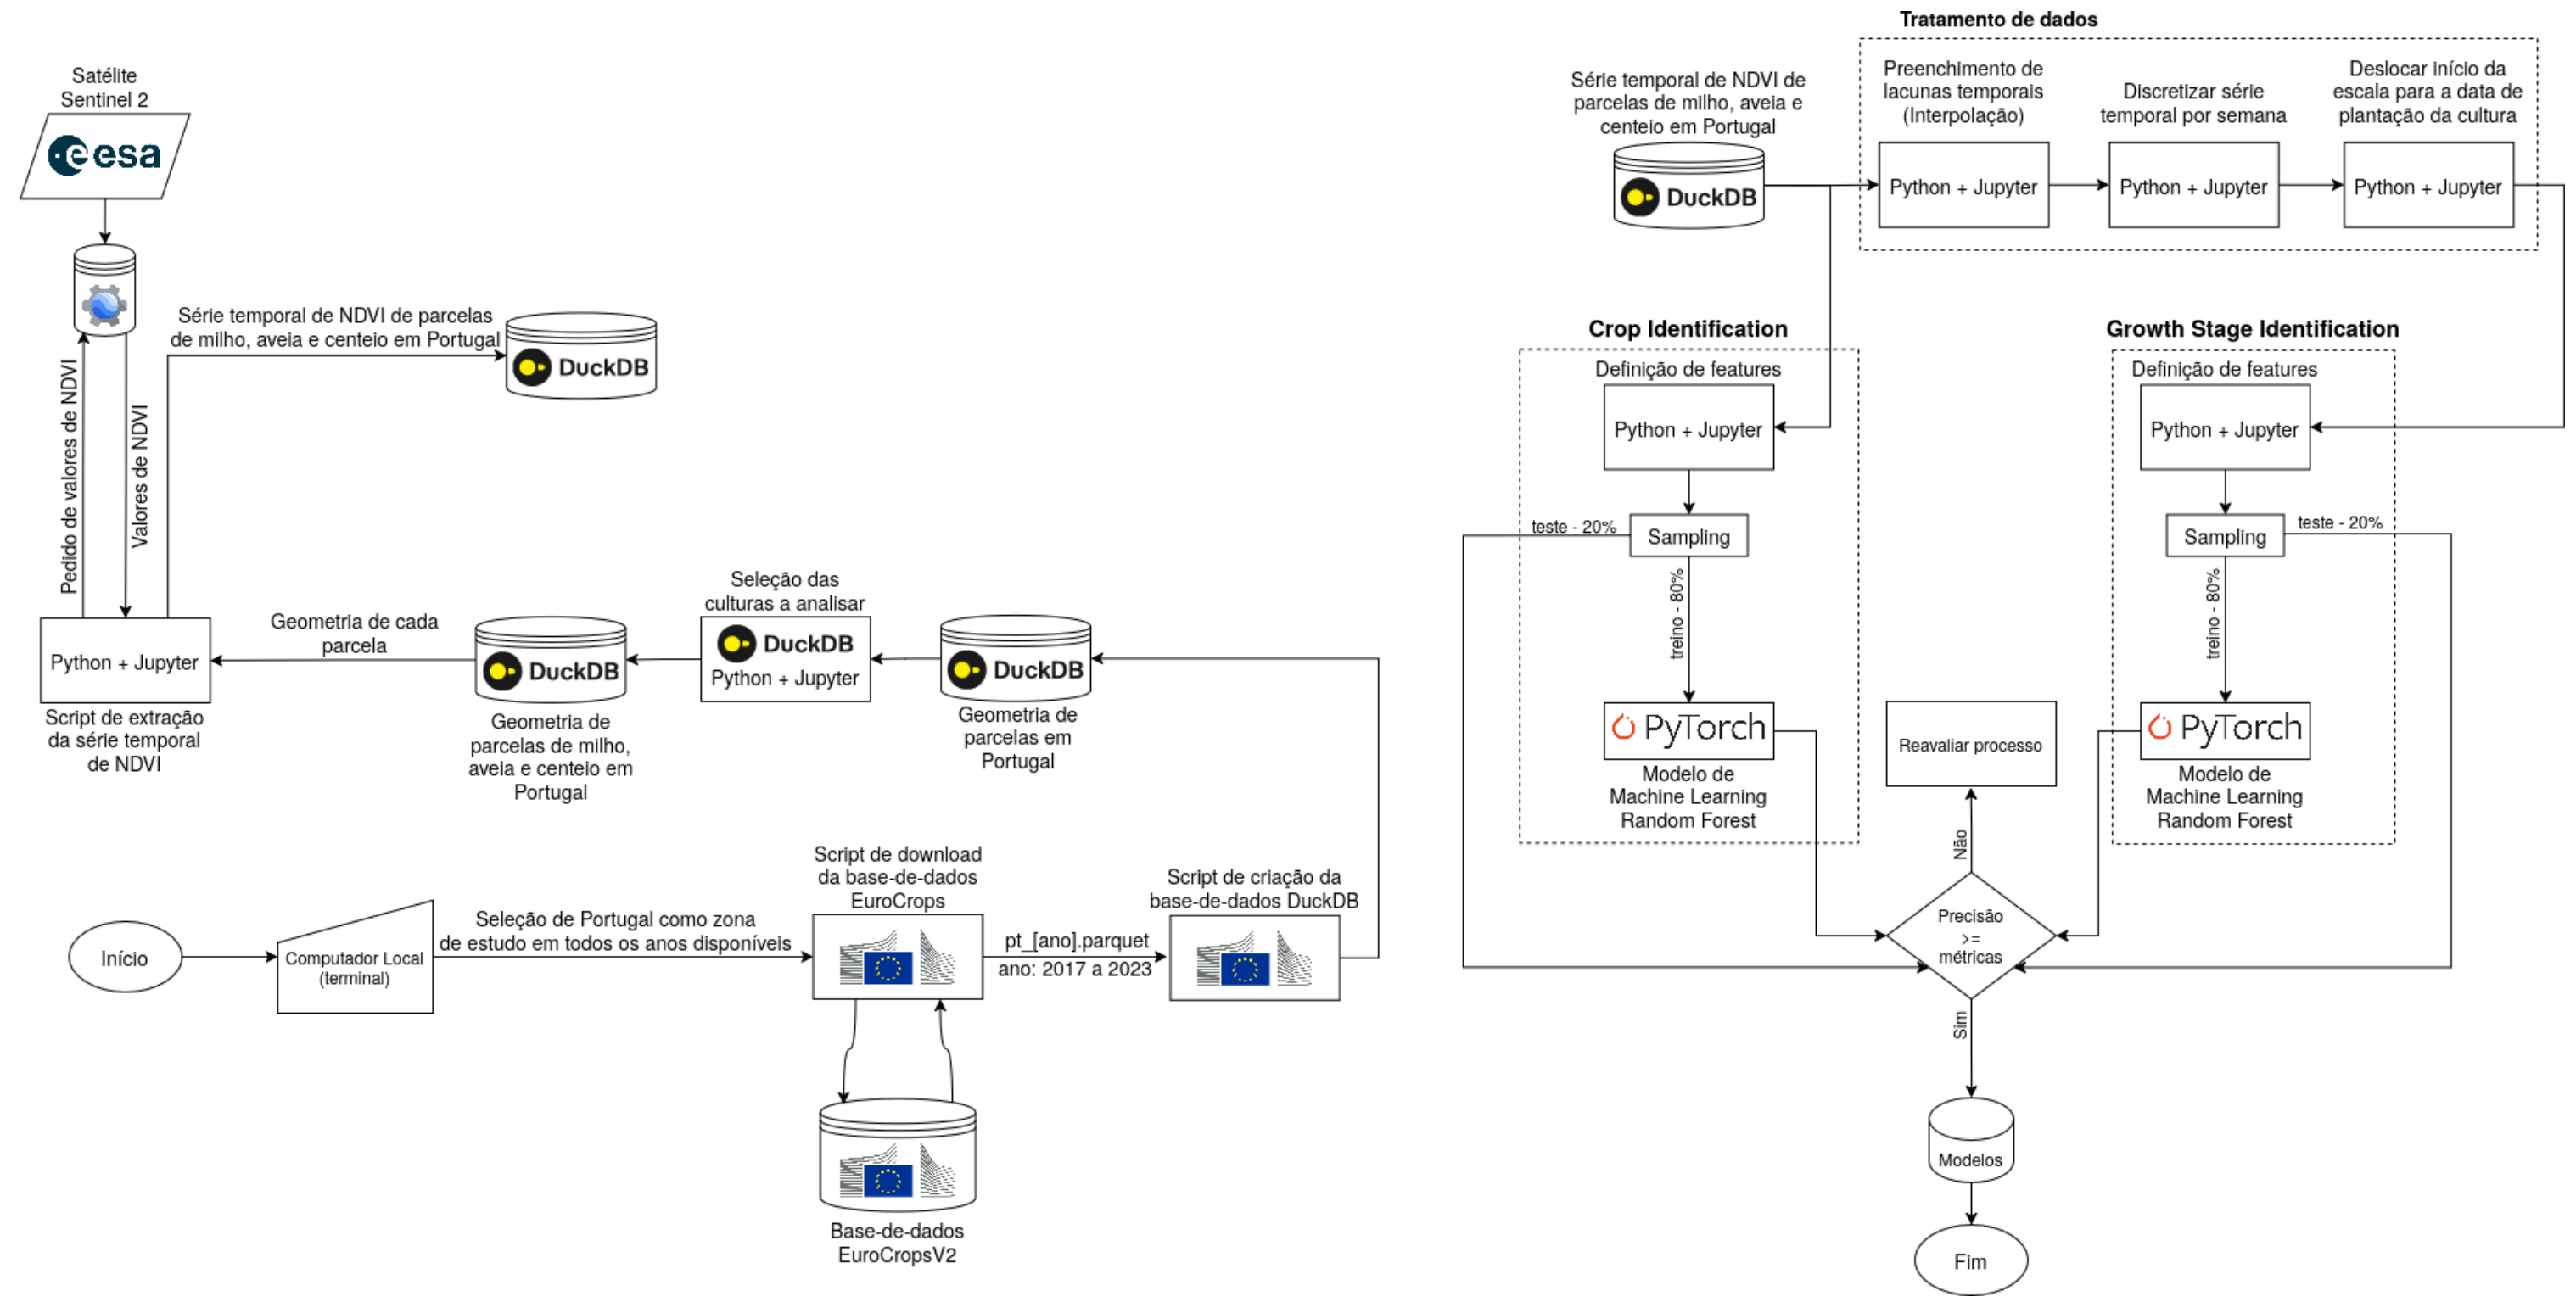 Satélite
Sentinel 2
esa
Pedido de valores de NDVI
Valores de NDVI
Série temporal de NDVI de parcelas
de milho, aveia e centeio em Portugal
DuckDB
Python + Jupyter
Script de extração
da série temporal
de NDVI
Geometria de cada
parcela
DuckDB
Geometria de
parcelas de milho,
aveia e centeio em
Portugal
Seleção das
culturas a analisar
DuckDB
Python + Jupyter
DuckDB
Geometria de
parcelas em
Portugal
Início
Computador Local
(terminal)
Seleção de Portugal como zona
de estudo em todos os anos disponíveis
Script de download
da base-de-dados
EuroCrops
pt_[ano].parquet
ano: 2017 a 2023
Script de criação da
base-de-dados DuckDB
Base-de-dados
EuroCropsV2
Tratamento de dados
Série temporal de NDVI de
parcelas de milho, aveia e
centeio em Portugal
DuckDB
Preenchimento de
lacunas temporais
(Interpolação)
Python + Jupyter
Discretizar série
temporal por semana
Python + Jupyter
Deslocar início da
escala para a data de
plantação da cultura
Python + Jupyter
Crop Identification
Definição de features
Python + Jupyter
teste - 20%
Sampling
treino - 80%
PyTorch
Modelo de
Machine Learning
Random Forest
Growth Stage Identification
Definição de features
Python + Jupyter
teste - 20%
Sampling
treino - 80%
PyTorch
Modelo de
Machine Learning
Random Forest
Reavaliar processo
Não
Precisão
>=
métricas
Sim
Modelos
Fim